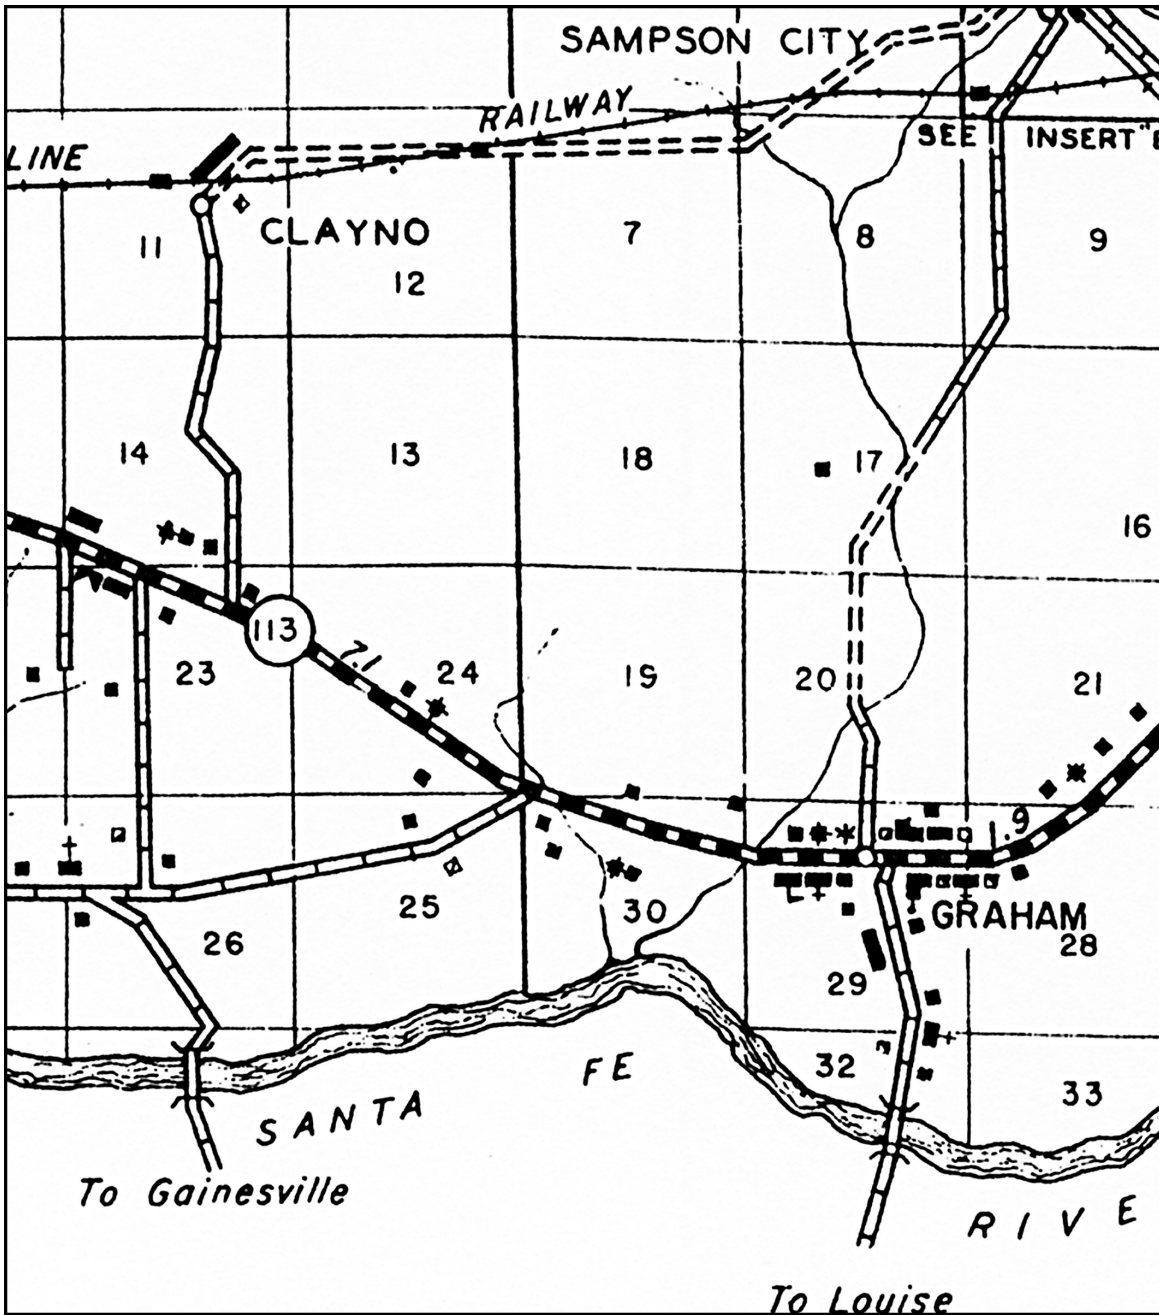 SAMPSON CITY
RAILWAY
LINE
SEE INSERT "E
CLAYNO
11
12
7
8
9
14
13
18
17
16
113
7.1
23
24
19
20
21
1.9
25
26
30
GRAHAM
28
29
32
33
SANTA FE RIVE
To Gainesville
To Louise